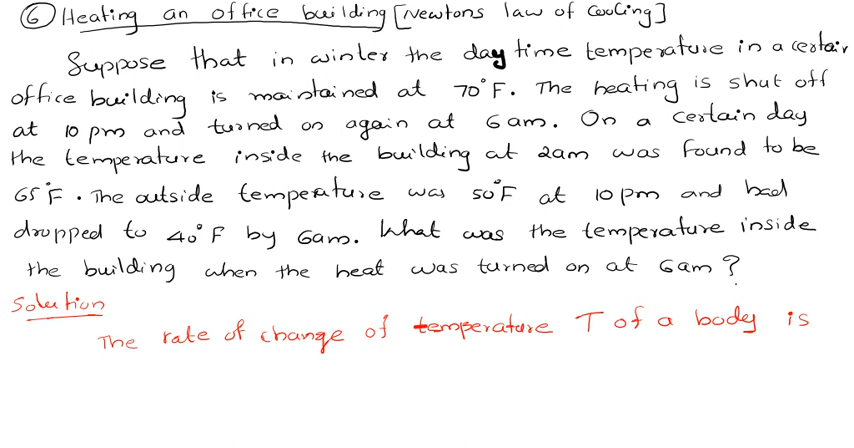 ⑥ Heating an office building [Newtons law of Cooling]
Suppose that in winter the day time temperature in a certain
office building is maintained at 70°F. The heating is shut off
at 10 pm and turned on again at 6 am. On a certain day
the temperature inside the building at 2am was found to be
65°F. The outside temperature was 50°F at 10 pm and had
dropped to 40°F by 6am. What was the temperature inside
the building when the heat was turned on at 6 am?
Solution
The rate of change of temperature T of a body is